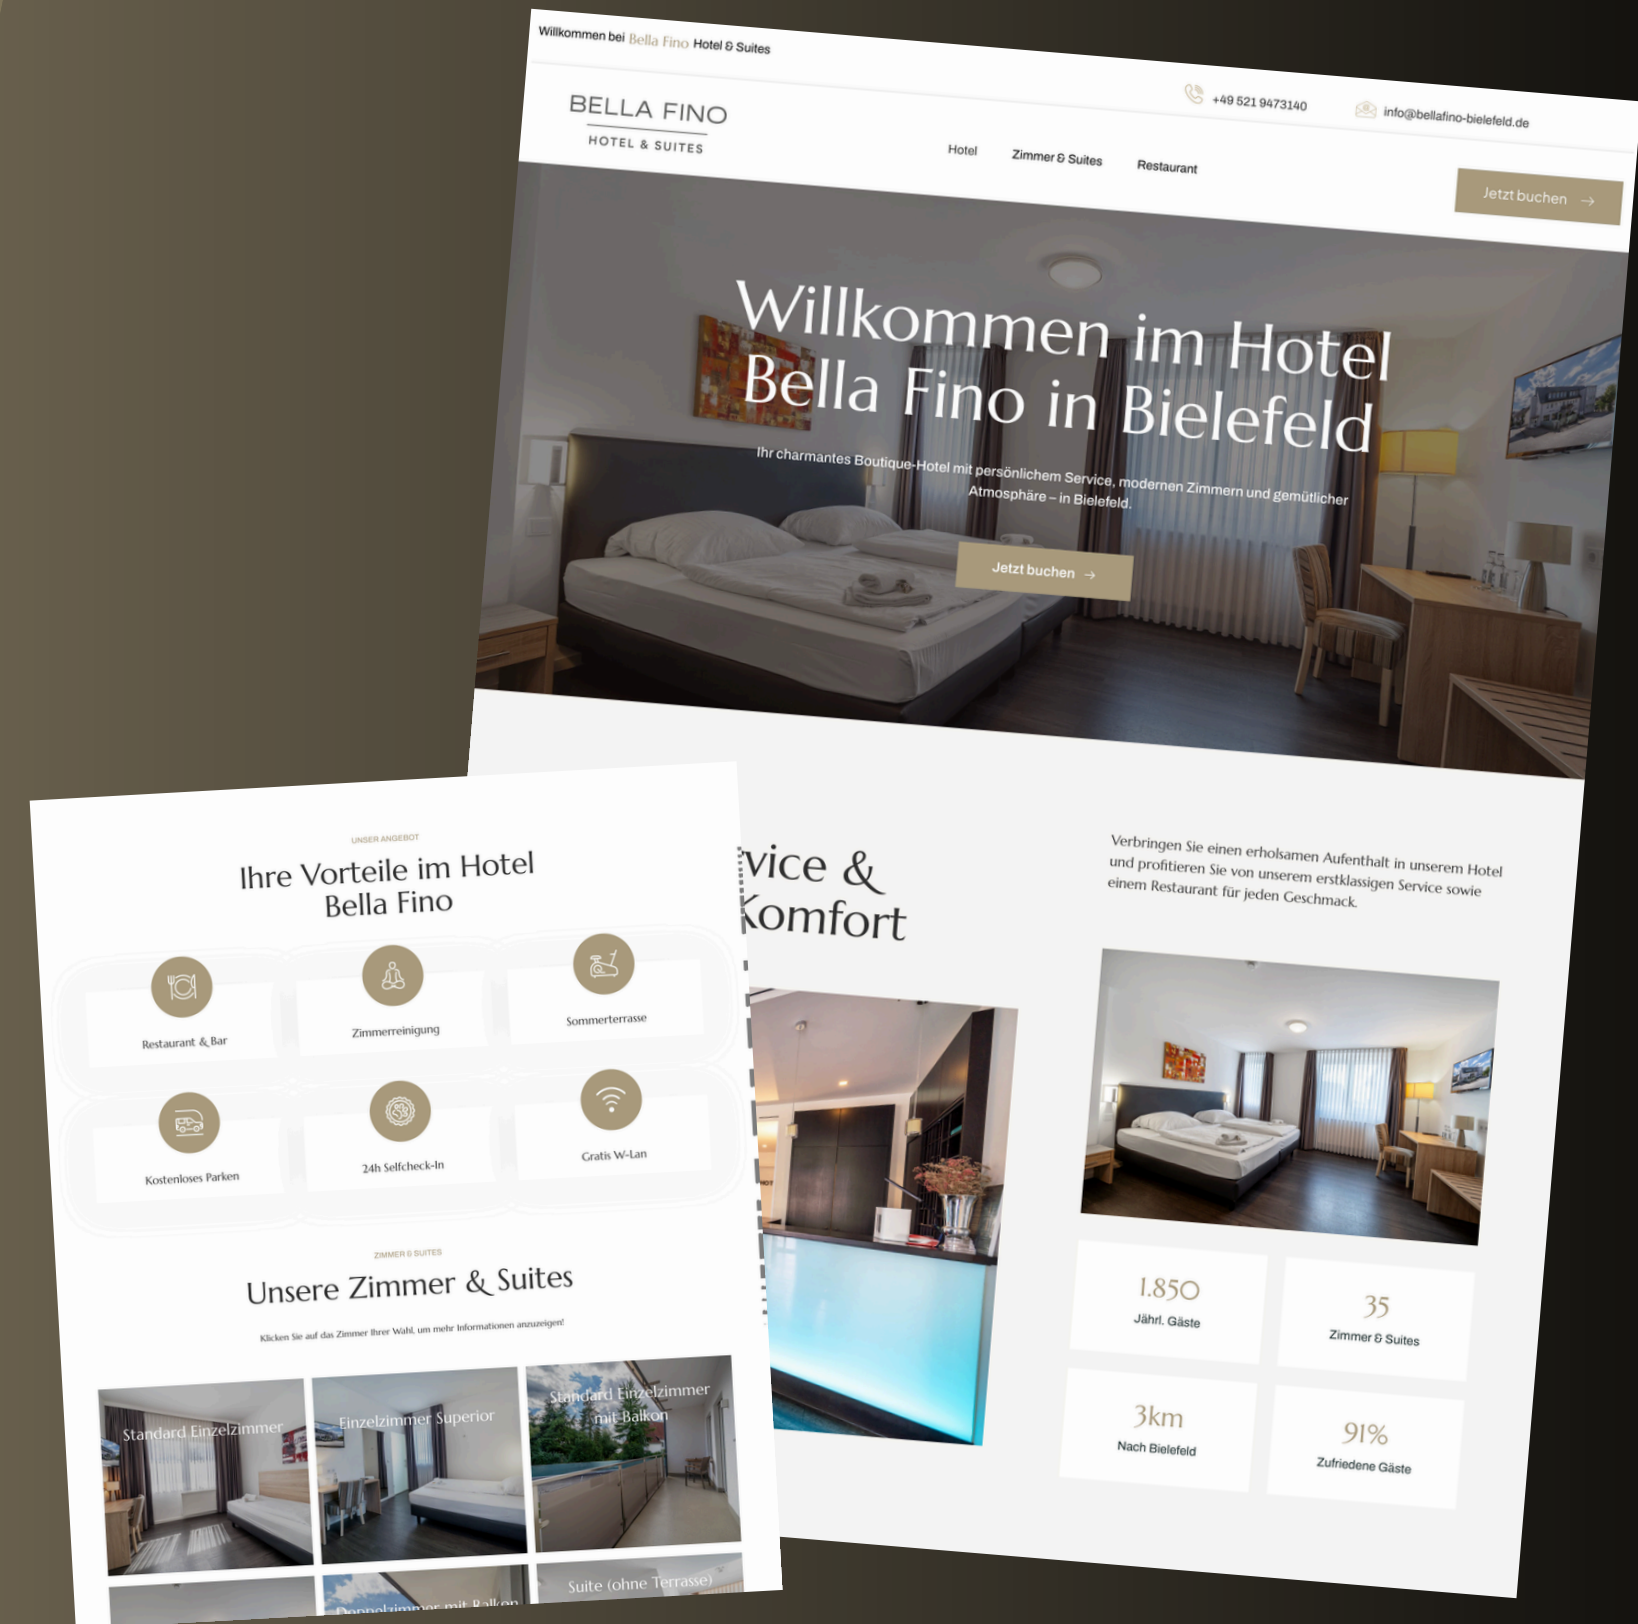 Willkommen bei Bella Fino Hotel & Suites
+49 521 9473140
info@bellafino-bielefeld.de
BELLA FINO
HOTEL & SUITES
Hotel
Zimmer & Suites
Restaurant
Jetzt buchen
Willkommen im Hotel
Bella Fino in Bielefeld
Ihr charmantes Boutique-Hotel mit persönlichem Service, modernen Zimmern und gemütlicher
Atmosphäre – in Bielefeld.
Jetzt buchen
vice &
Komfort
Verbringen Sie einen erholsamen Aufenthalt in unserem Hotel
und profitieren Sie von unserem erstklassigen Service sowie
einem Restaurant für jeden Geschmack.
1.850
Jährl. Gäste
35
Zimmer & Suites
3km
Nach Bielefeld
91%
Zufriedene Gäste
UNSER ANGEBOT
Ihre Vorteile im Hotel
Bella Fino
Restaurant & Bar
Zimmerreinigung
Sommerterrasse
Kostenloses Parken
24h Selfcheck-In
Gratis W-Lan
ZIMMER & SUITES
Unsere Zimmer & Suites
Klicken Sie auf das Zimmer Ihrer Wahl, um mehr Informationen anzuzeigen!
Standard Einzelzimmer
Einzelzimmer Superior
Standard Einzelzimmer
mit Balkon
Doppelzimmer mit Balkon
Suite (ohne Terrasse)